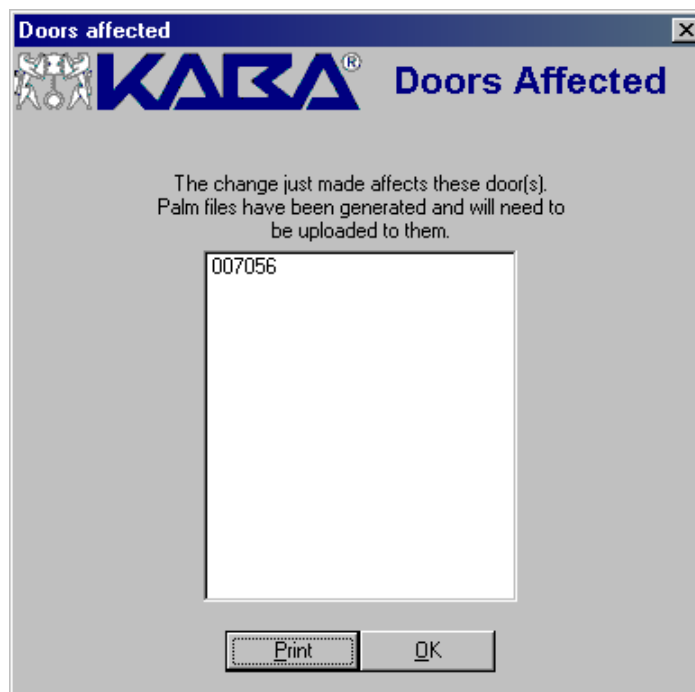 Doors affected
KABA® Doors Affected
The change just made affects these door(s).
Palm files have been generated and will need to
be uploaded to them.
007056
Print OK